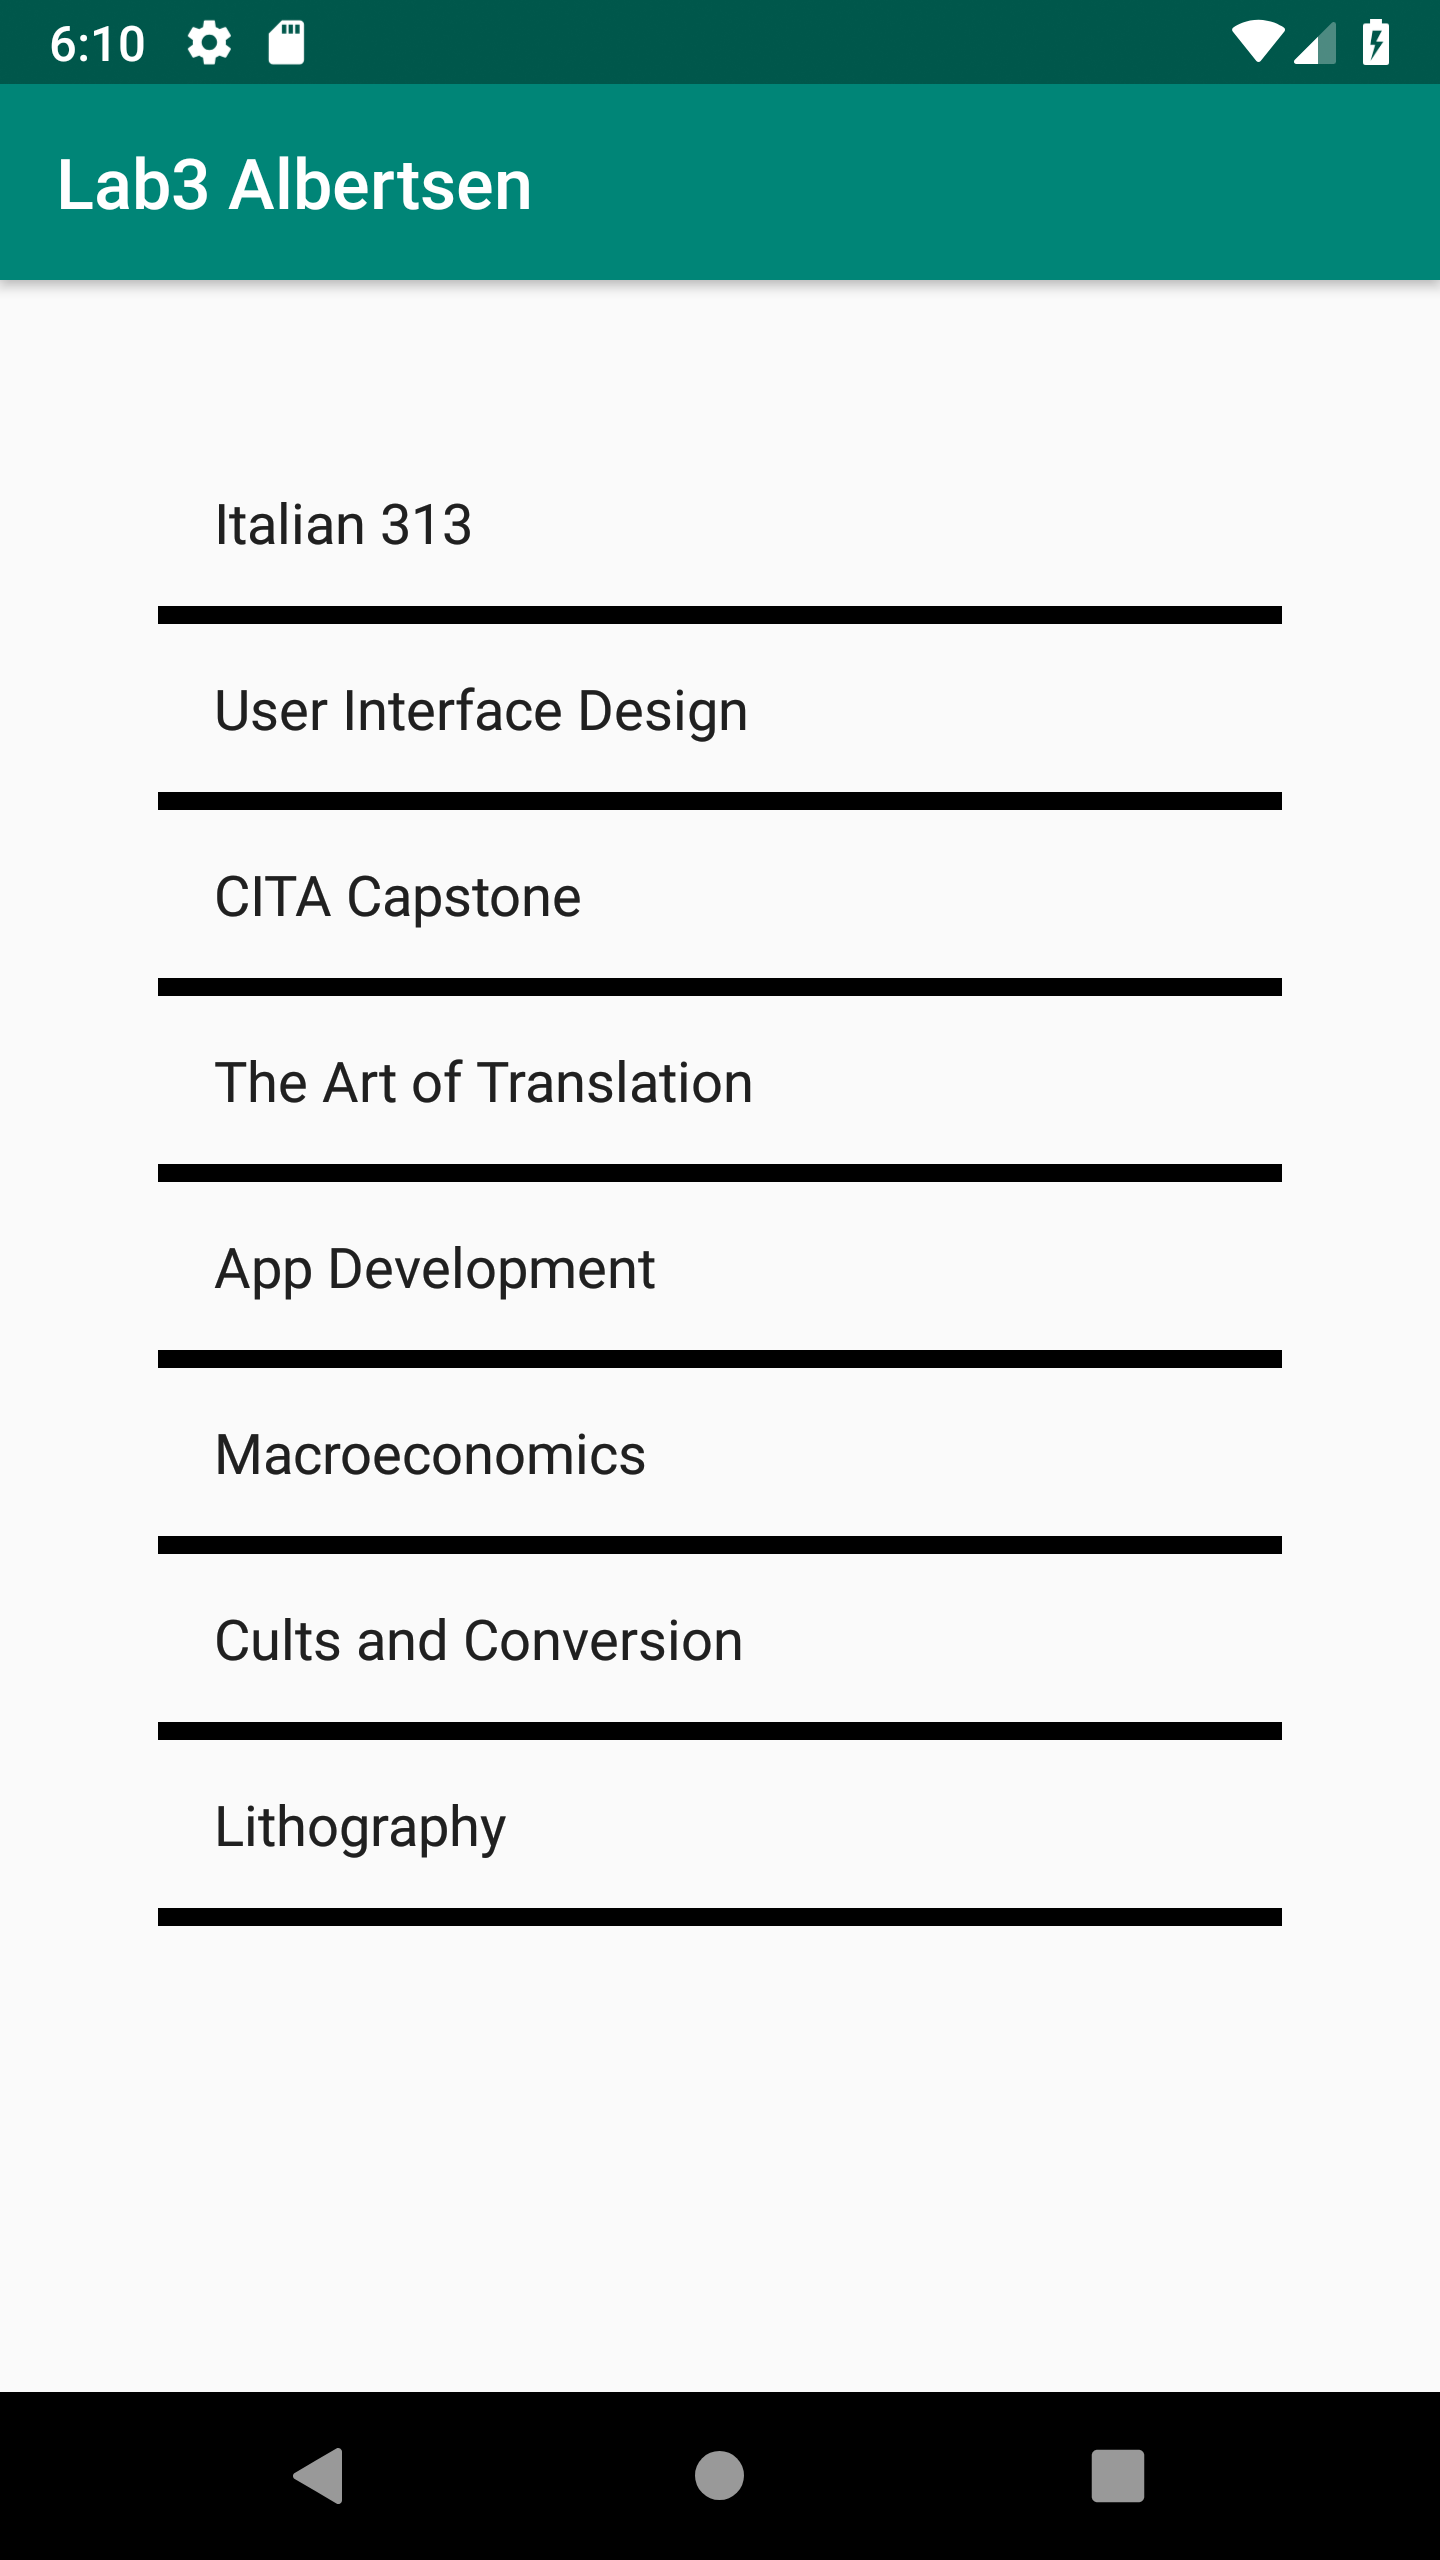 6:10
Lab3 Albertsen
Italian 313
User Interface Design
CITA Capstone
The Art of Translation
App Development
Macroeconomics
Cults and Conversion
Lithography